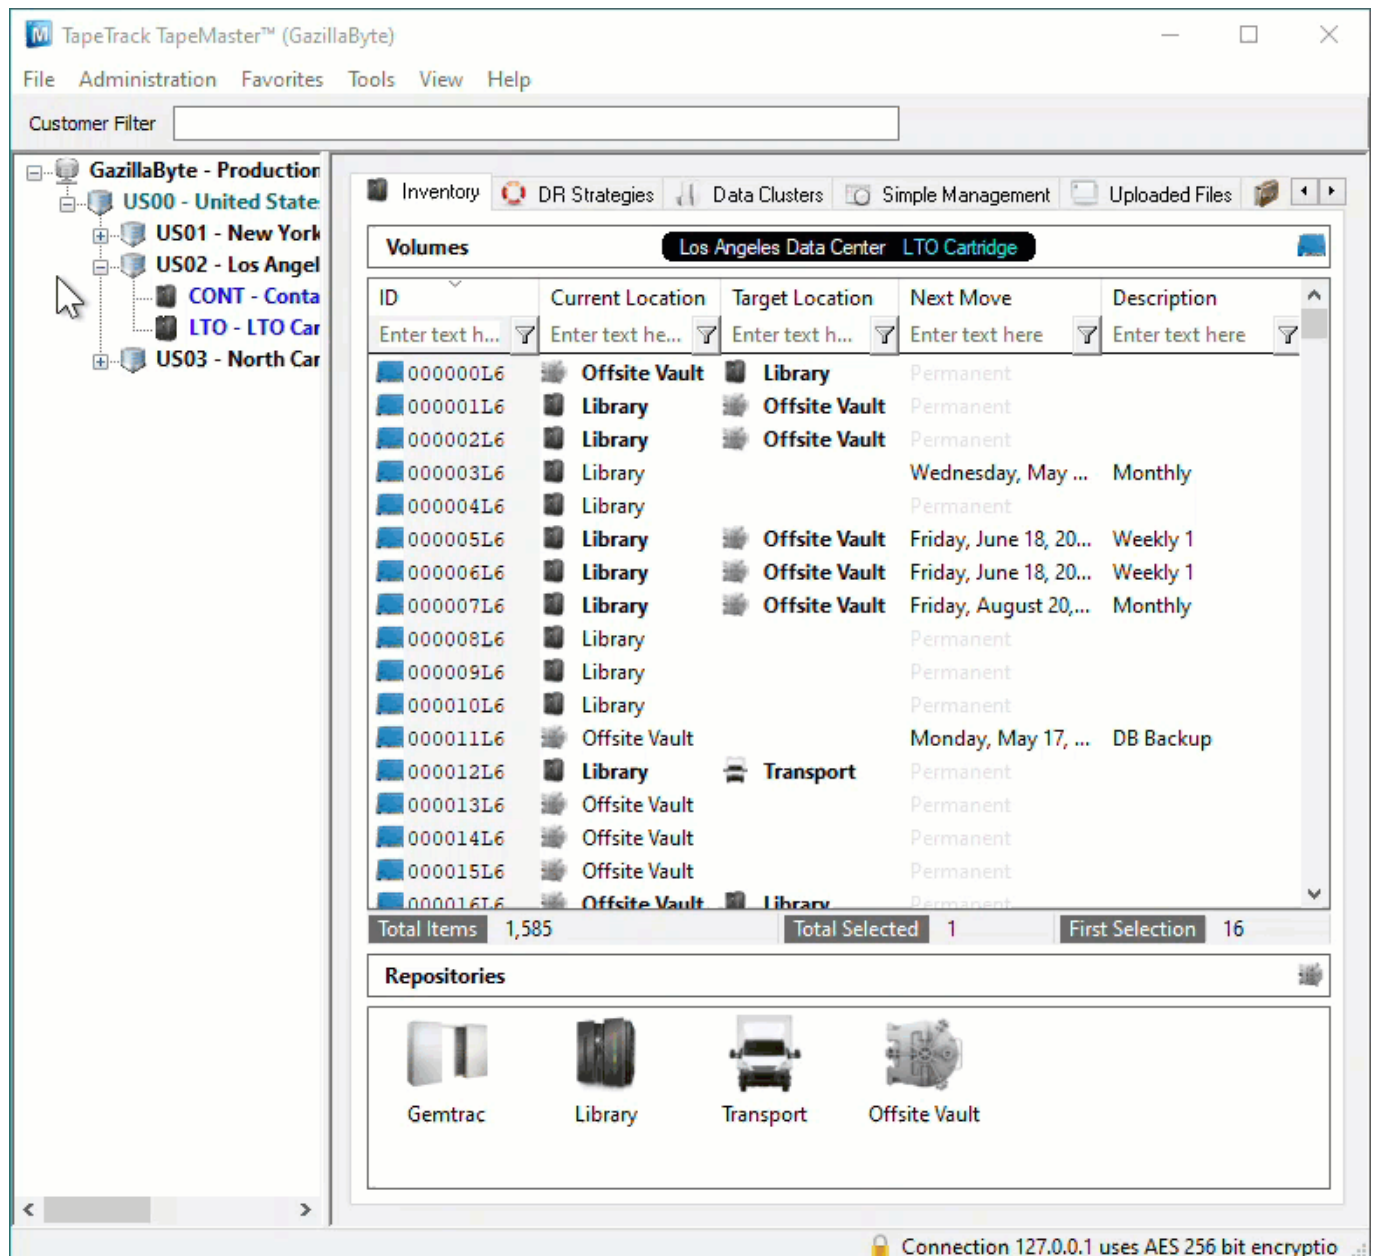 TapeTrack TapeMaster™ (GazillaByte)
File Administration Favorites Tools View Help
Customer Filter
GazillaByte - Production
US00 - United State
US01 - New York
US02 - Los Angel
CONT - Conta
LTO - LTO Car
US03 - North Car
Inventory DR Strategies Data Clusters Simple Management Uploaded Files
Volumes Los Angeles Data Center LTO Cartridge
ID Current Location Target Location Next Move Description
Enter text h... Enter text he... Enter text h... Enter text here Enter text here
000000L6 Offsite Vault Library Permanent
000001L6 Library Offsite Vault Permanent
000002L6 Library Offsite Vault Permanent
000003L6 Library Wednesday, May ... Monthly
000004L6 Library Permanent
000005L6 Library Offsite Vault Friday, June 18, 20... Weekly 1
000006L6 Library Offsite Vault Friday, June 18, 20... Weekly 1
000007L6 Library Offsite Vault Friday, August 20,... Monthly
000008L6 Library Permanent
000009L6 Library Permanent
000010L6 Library Permanent
000011L6 Offsite Vault Monday, May 17, ... DB Backup
000012L6 Library Transport Permanent
000013L6 Offsite Vault Permanent
000014L6 Offsite Vault Permanent
000015L6 Offsite Vault Permanent
000016L6 Offsite Vault Library Permanent
Total Items 1,585 Total Selected 1 First Selection 16
Repositories
Gemtrac Library Transport Offsite Vault
Connection 127.0.0.1 uses AES 256 bit encryptio